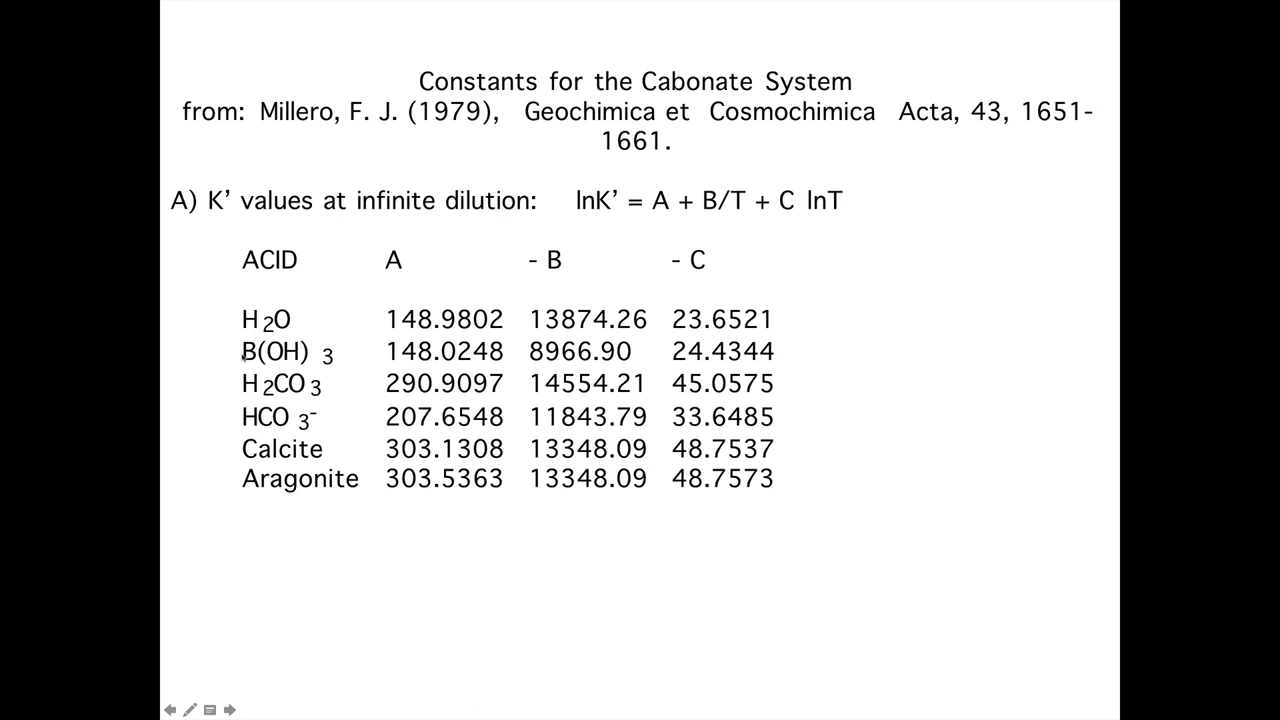 Constants for the Cabonate System
from: Millero, F. J. (1979), Geochimica et Cosmochimica Acta, 43, 1651-
1661.
A) K’ values at infinite dilution: lnK’ = A + B/T + C lnT
ACID A - B - C
H2O 148.9802 13874.26 23.6521
B(OH) 3 148.0248 8966.90 24.4344
H2CO3 290.9097 14554.21 45.0575
HCO 3- 207.6548 11843.79 33.6485
Calcite 303.1308 13348.09 48.7537
Aragonite 303.5363 13348.09 48.7573